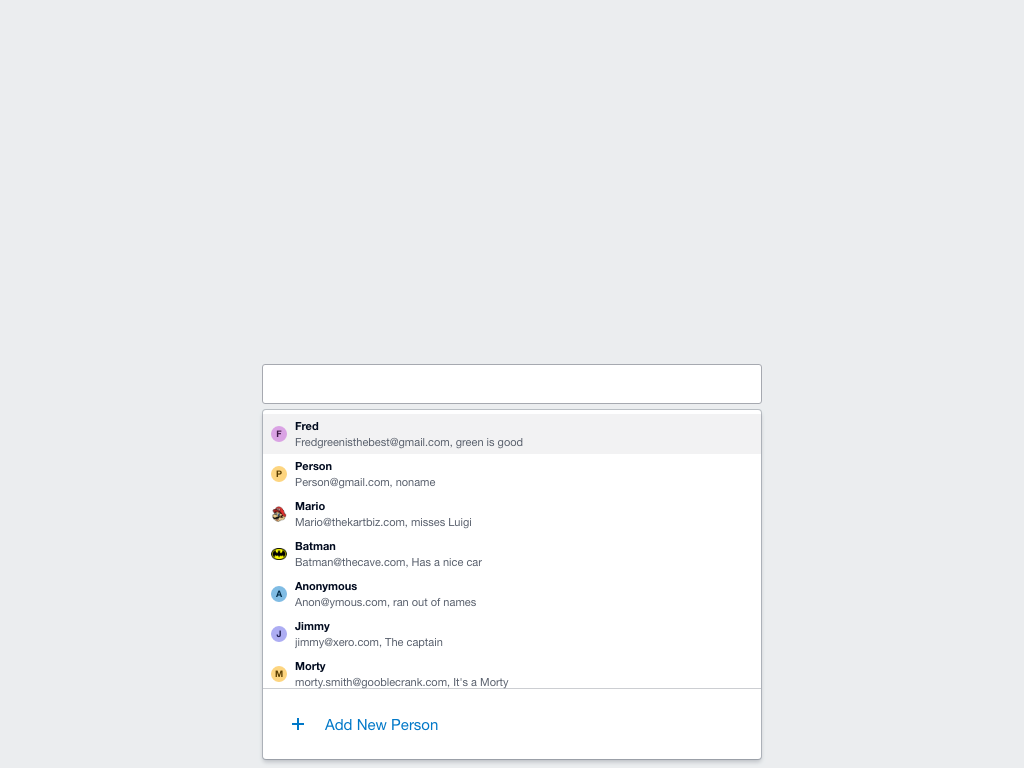 F
Fred
Fredgreenisthebest@gmail.com, green is good
P
Person
Person@gmail.com, noname
Mario
Mario@thekartbiz.com, misses Luigi
Batman
Batman@thecave.com, Has a nice car
A
Anonymous
Anon@ymous.com, ran out of names
J
Jimmy
jimmy@xero.com, The captain
M
Morty
morty.smith@gooblecrank.com, It's a Morty
Add New Person